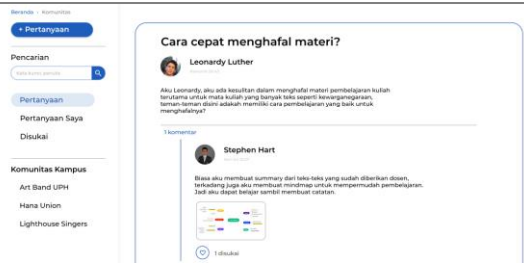 Beranda > Komunitas
+ Pertanyaan
Pencarian
Pertanyaan
Pertanyaan Saya
Disukai
Komunitas Kampus
Art Band UPH
Hana Union
Lighthouse Singers
Cara cepat menghafal materi?
Leonardy Luther
Aku Leonardy, aku ada kesulitan dalam menghafal materi pembelajaran kuliah
terutama untuk mata kuliah yang banyak teks seperti kewarganegaraan,
teman-teman disini adakah memiliki cara pembelajaran yang baik untuk
menghafalnya?
1 komentar
Stephen Hart
Biasa aku membuat summary dari teks-teks yang sudah diberikan dosen,
terkadang juga aku membuat mindmap untuk mempermudah pembelajaran.
Jadi aku dapat belajar sambil membuat catatan.
1 disukai